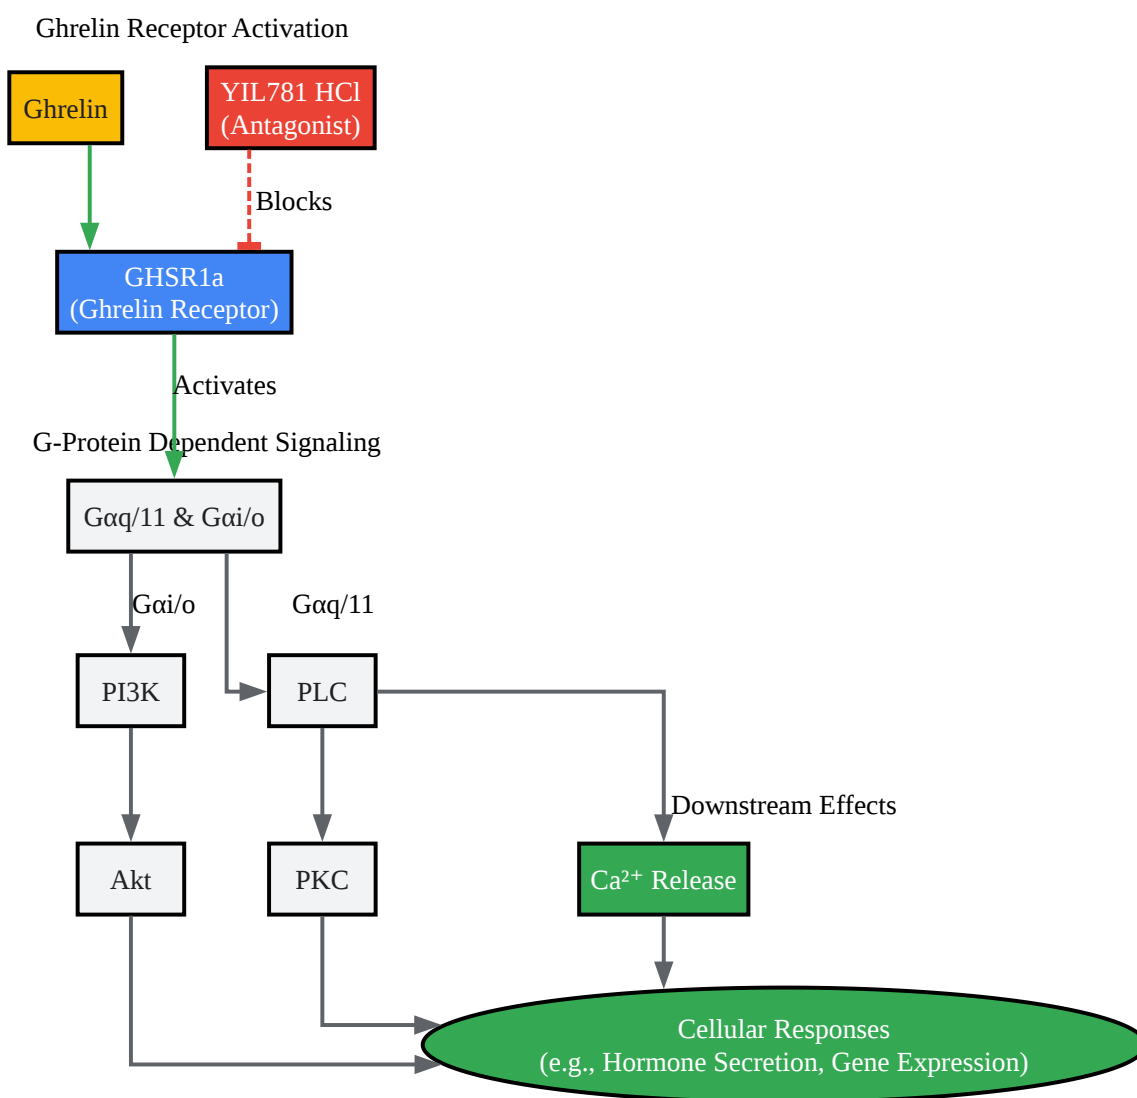 Ghrelin Receptor Activation
Ghrelin
YIL781 HCl
(Antagonist)
Blocks
GHSR1a
(Ghrelin Receptor)
Activates
G-Protein Dependent Signaling
Gαq/11 & Gαi/o
Gαi/o
Gαq/11
PI3K
PLC
Downstream Effects
Akt
PKC
Ca²⁺ Release
Cellular Responses
(e.g., Hormone Secretion, Gene Expression)